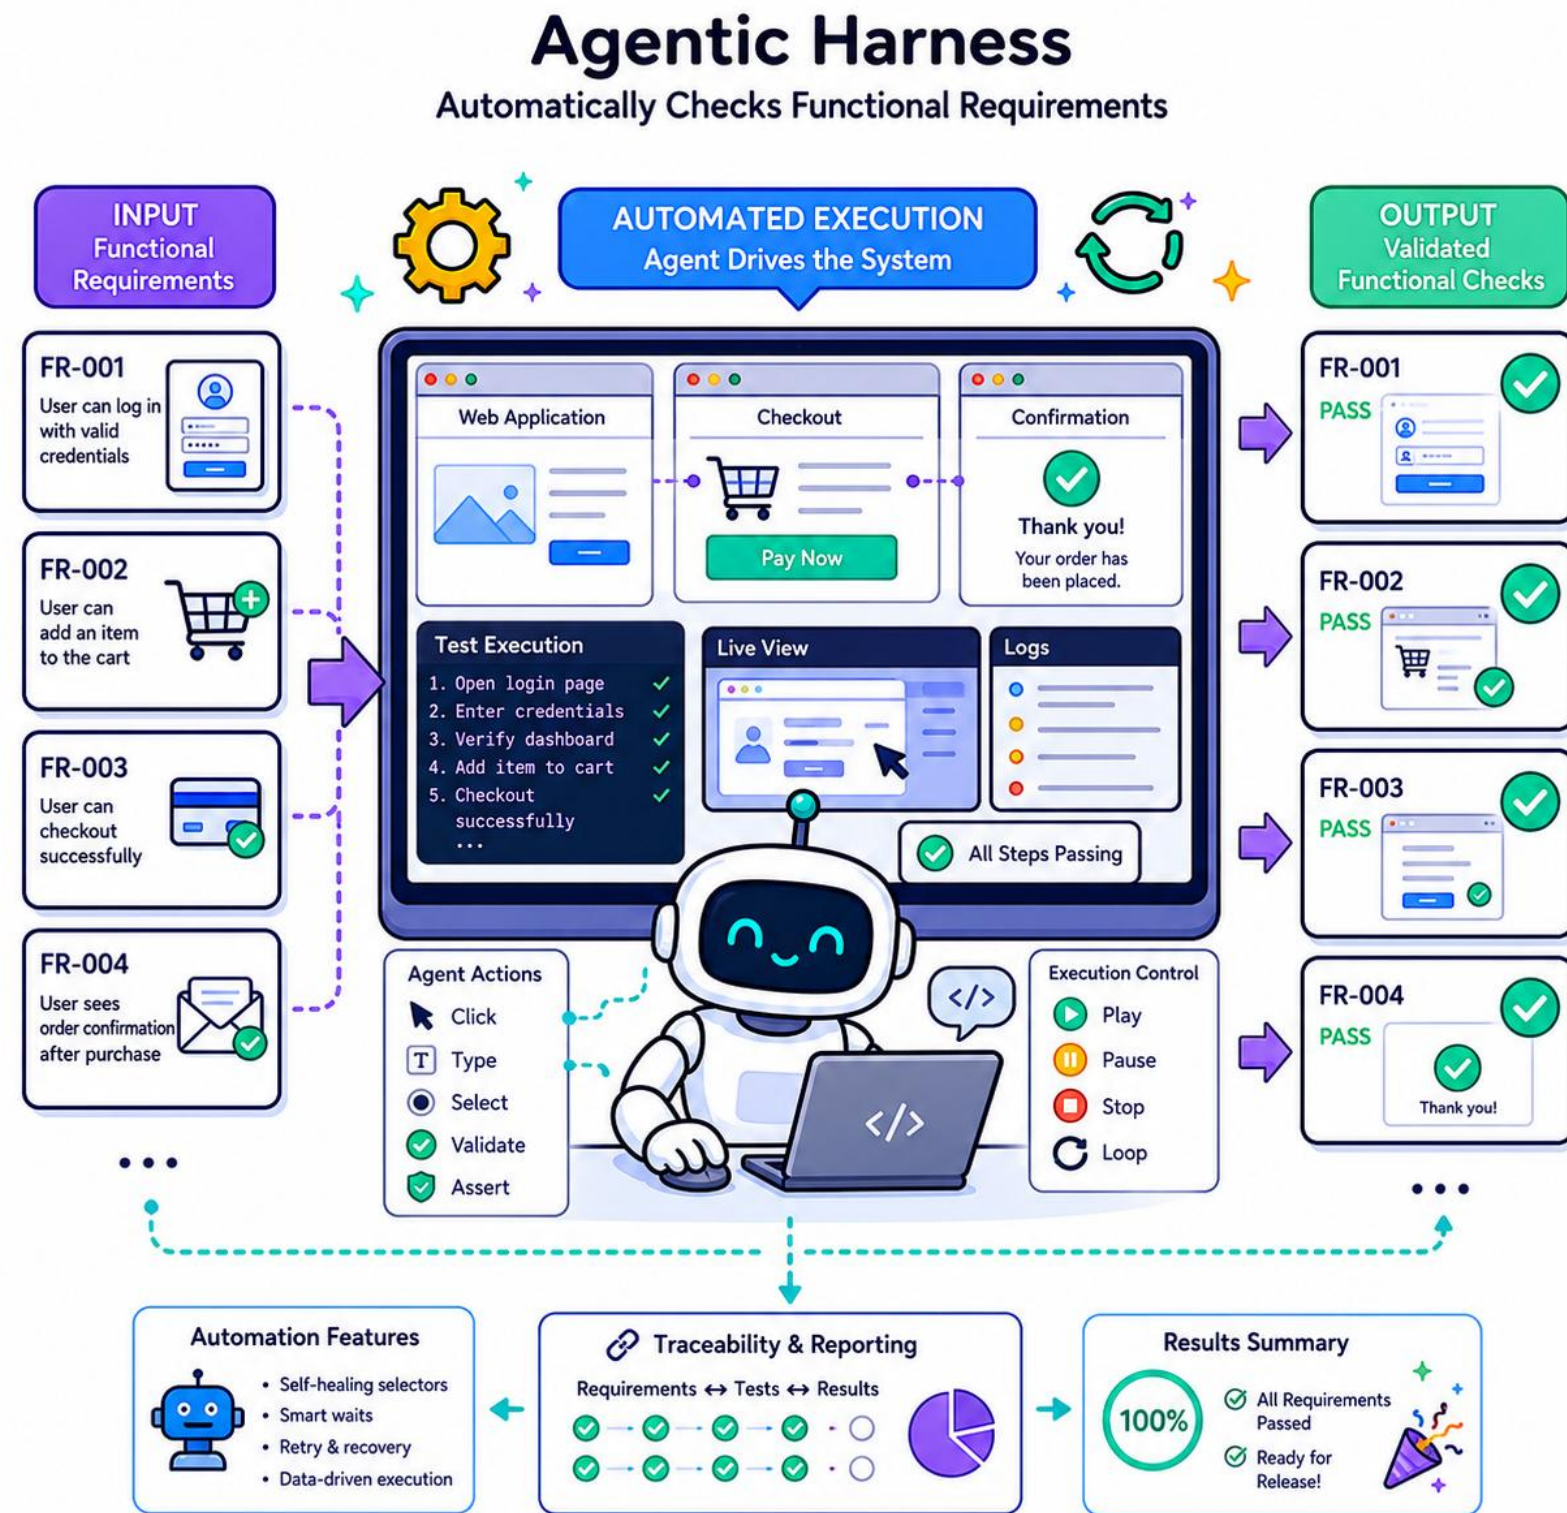 Agentic Harness
Automatically Checks Functional Requirements
INPUT
Functional
Requirements
AUTOMATED EXECUTION
Agent Drives the System
OUTPUT
Validated
Functional Checks
FR-001
User can log in
with valid
credentials
FR-002
User can
add an item
to the cart
FR-003
User can
checkout
successfully
FR-004
User sees
order confirmation
after purchase
...
Web Application
Checkout
Pay Now
Confirmation
Thank you!
Your order has
been placed.
Test Execution
1. Open login page
2. Enter credentials
3. Verify dashboard
4. Add item to cart
5. Checkout
successfully
...
Live View
Logs
All Steps Passing
Agent Actions
Click
T Type
Select
Validate
Assert
</>
</>
Execution Control
Play
Pause
Stop
Loop
FR-001
PASS
FR-002
PASS
FR-003
PASS
FR-004
PASS
Thank you!
...
Automation Features
• Self-healing selectors
• Smart waits
• Retry & recovery
• Data-driven execution
Traceability & Reporting
Requirements ↔ Tests ↔ Results
Results Summary
100%
All Requirements
Passed
Ready for
Release!